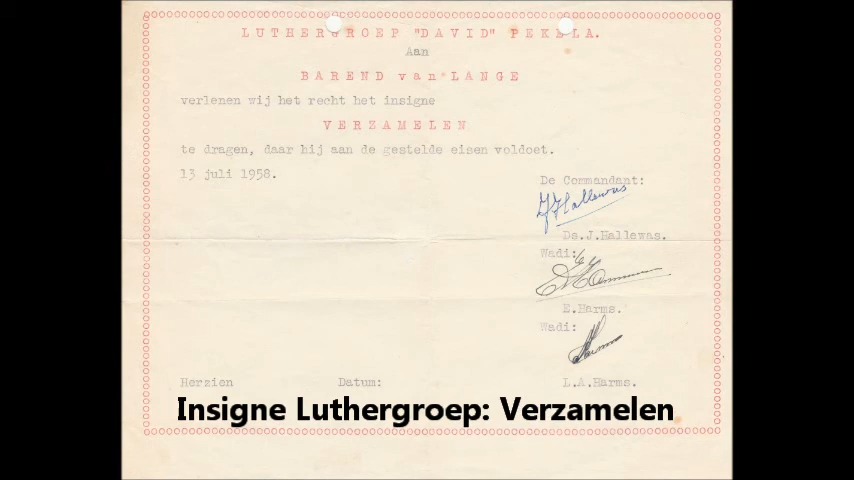 LUTHERGROEP "DAVID" PEKELA.
Aan
BAREND van LANGE
verlenen wij het recht het insigne
VERZAMELEN
te dragen, daar hij aan de gestelde eisen voldoet.
13 juli 1958.
De Commandant:
JHallewas
Ds.J.Hallewas.
Wadi:
E.Harms.
Wadi:
Harms
L.A.Harms.
Herzien Datum:
Insigne Luthergroep: Verzamelen